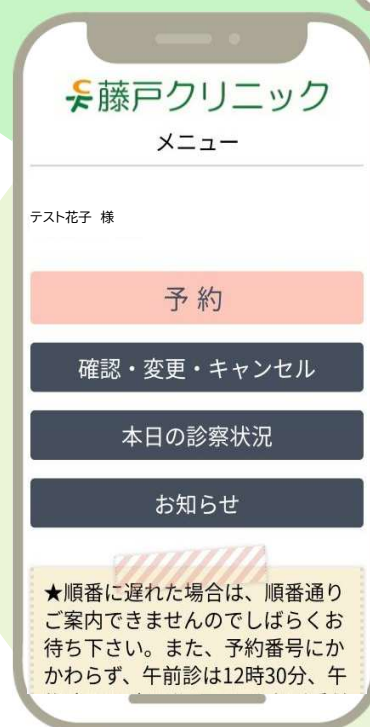 藤戸クリニック
メニュー
テスト花子 様
予 約
確認・変更・キャンセル
本日の診察状況
お知らせ
★順番に遅れた場合は、順番通り
ご案内できませんのでしばらくお
待ち下さい。また、予約番号にか
かわらず、午前診は12時30分、午